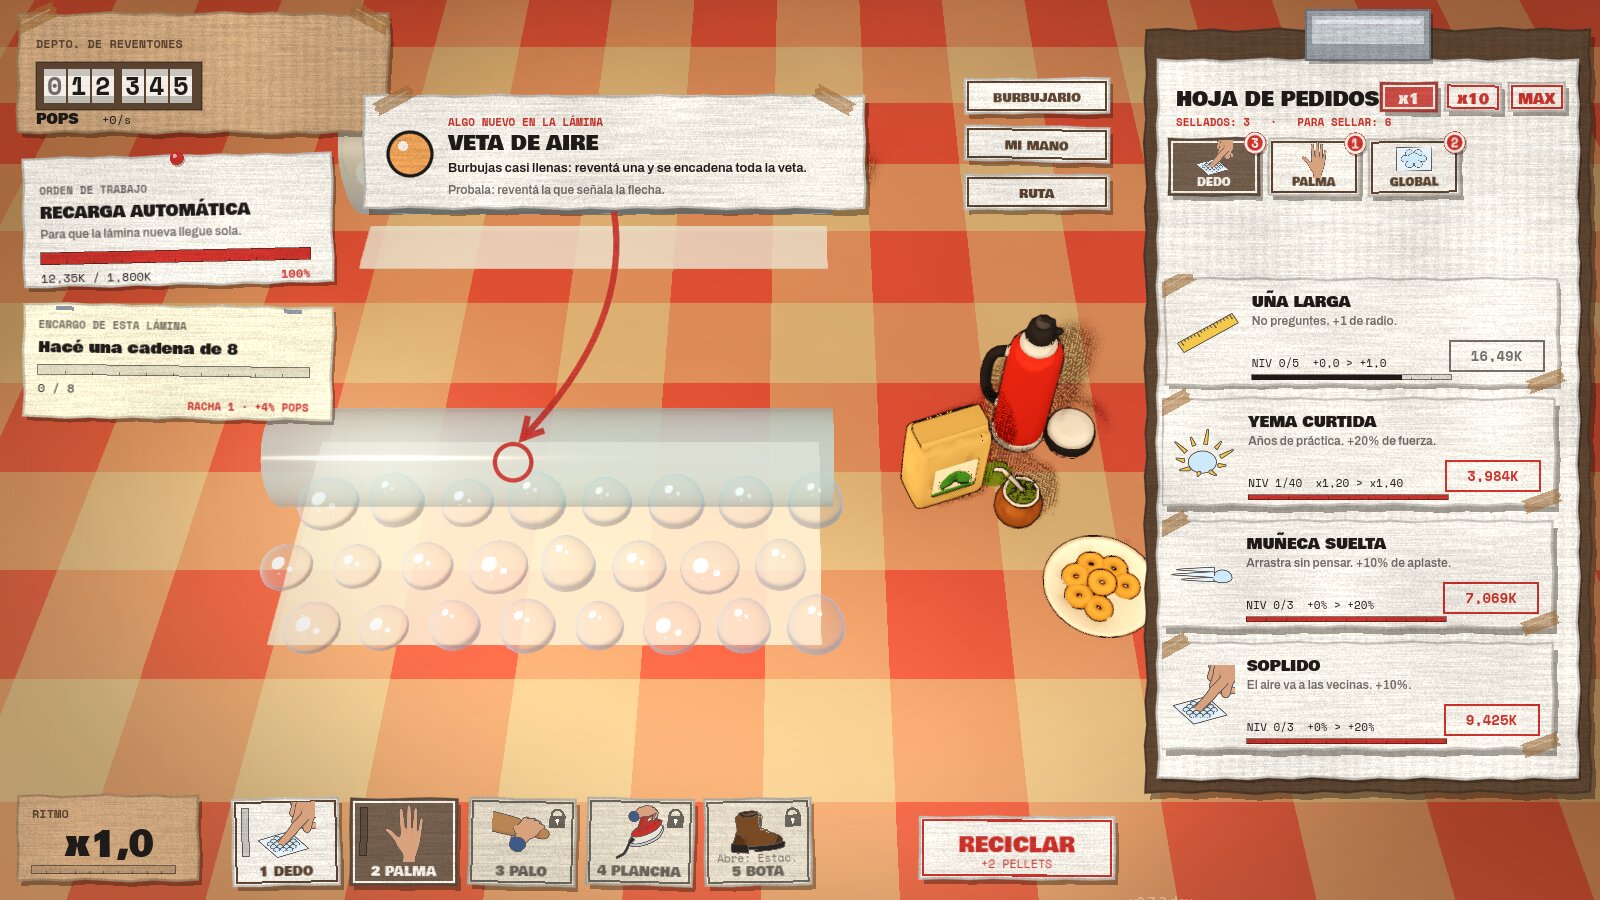 DEPTO. DE REVENTONES
012345
POPS +0/s
ORDEN DE TRABAJO
RECARGA AUTOMÁTICA
Para que la lámina nueva llegue sola.
12,35K / 1,800K 100%
ENCARGO DE ESTA LÁMINA
Hacé una cadena de 8
0 / 8
RACHA 1 · +4% POPS
ALGO NUEVO EN LA LÁMINA
VETA DE AIRE
Burbujas casi llenas: reventá una y se encadena toda la veta.
Probala: reventá la que señala la flecha.
BURBUJARIO
MI MANO
RUTA
HOJA DE PEDIDOS x1 x10 MAX
SELLADOS: 3 · PARA SELLAR: 6
3 1 2
DEDO PALMA GLOBAL
UÑA LARGA
No preguntes. +1 de radio.
NIV 0/5 +0,0 > +1,0 16,49K
YEMA CURTIDA
Años de práctica. +20% de fuerza.
NIV 1/40 x1,20 > x1,40 3,984K
MUÑECA SUELTA
Arrastra sin pensar. +10% de aplaste.
NIV 0/3 +0% > +20% 7,069K
SOPLIDO
El aire va a las vecinas. +10%.
NIV 0/3 +0% > +20% 9,425K
RITMO
x1,0
1 DEDO
2 PALMA
3 PALO
4 PLANCHA
Abre: Estac.
5 BOTA
RECICLAR
+2 PELLETS